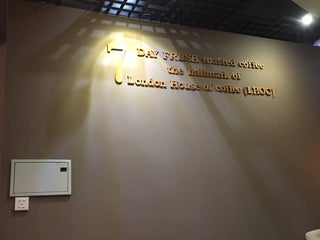 7 DAY FRESH roasted coffee
the hallmark of
London House of coffee (LHOC)